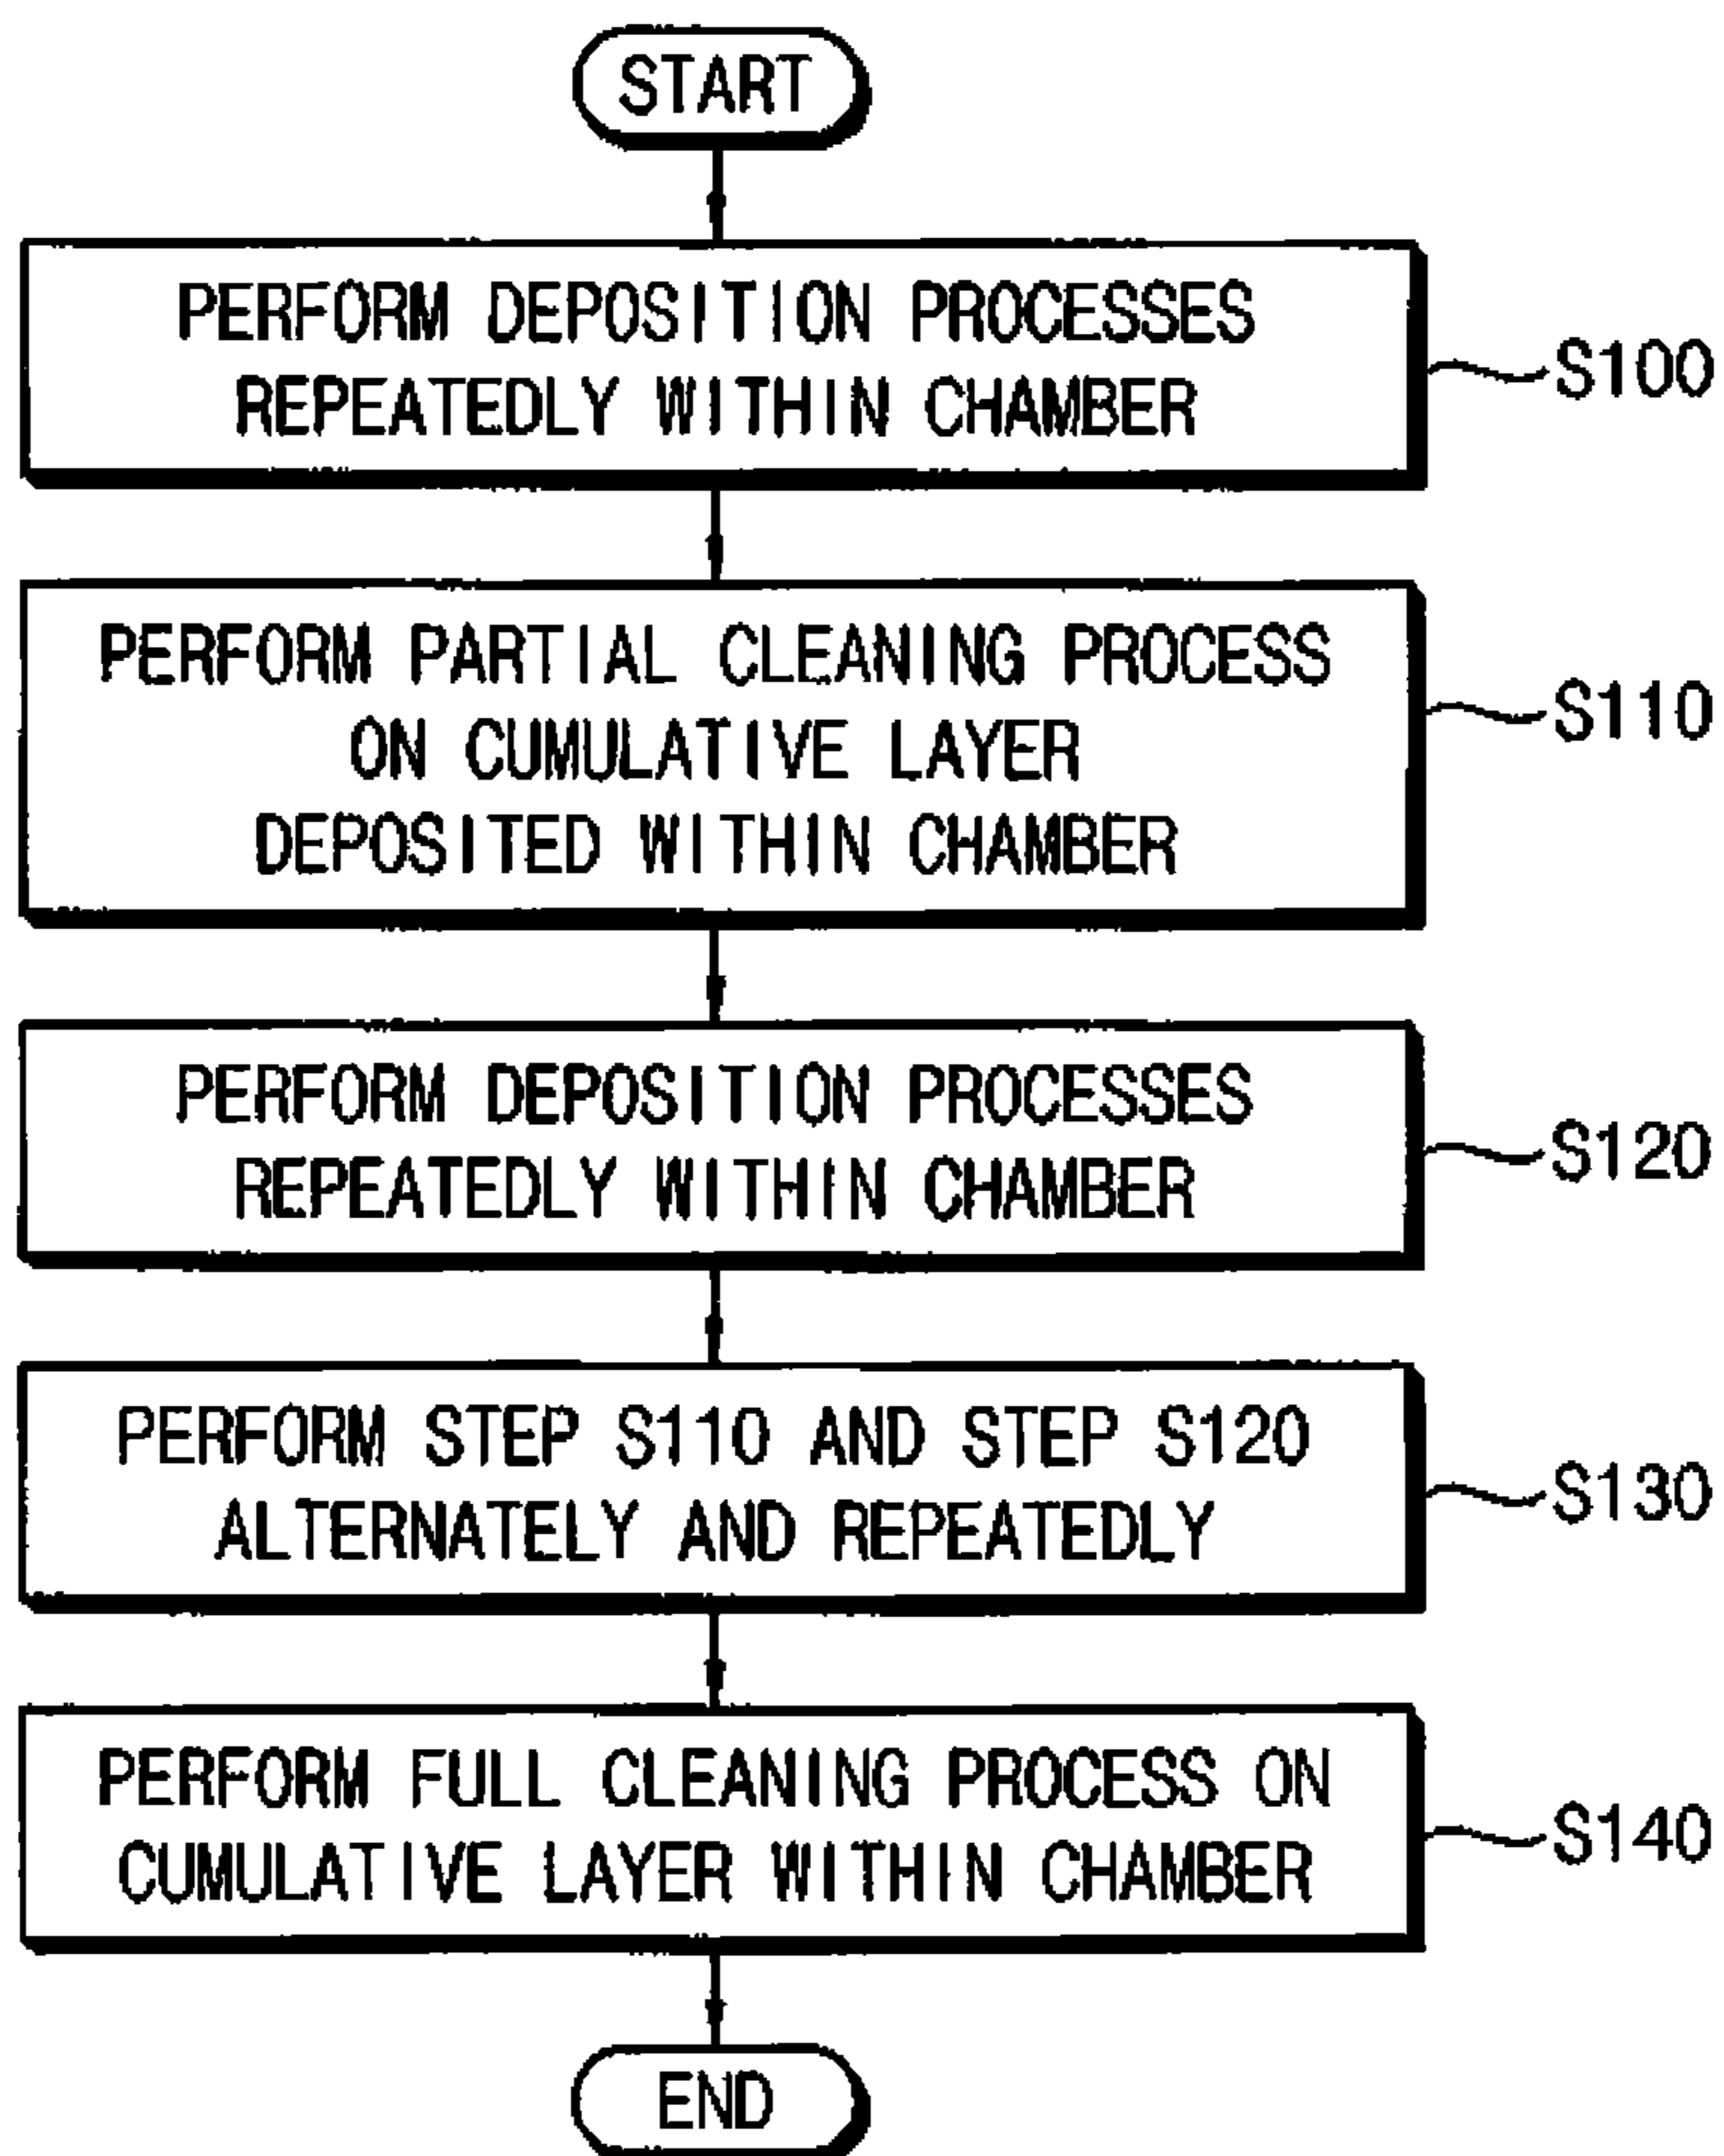 START
PERFORM DEPOSITION PROCESSES
REPEATEDLY WITHIN CHAMBER
S100
PERFORM PARTIAL CLEANING PROCESS
ON CUMULATIVE LAYER
DEPOSITED WITHIN CHAMBER
S110
PERFORM DEPOSITION PROCESSES
REPEATEDLY WITHIN CHAMBER
S120
PERFORM STEP S110 AND STEP S120
ALTERNATELY AND REPEATEDLY
S130
PERFORM FULL CLEANING PROCESS ON
CUMULATIVE LAYER WITHIN CHAMBER
S140
END